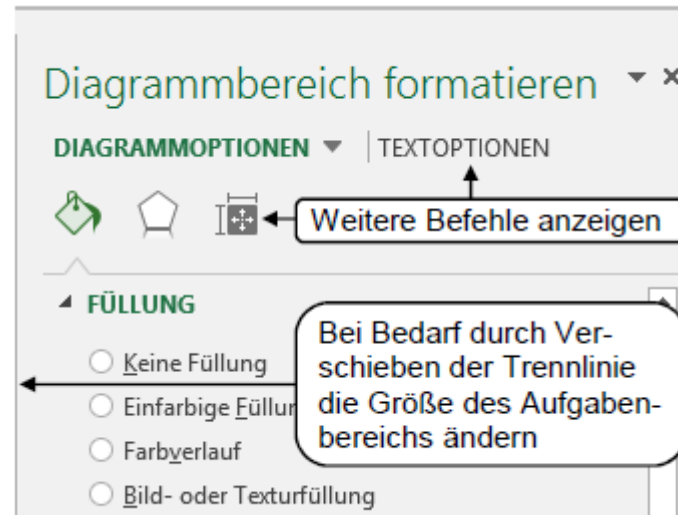 Diagrammbereich formatieren
DIAGRAMMOPTIONEN TEXTOPTIONEN
Weitere Befehle anzeigen
FÜLLUNG
Bei Bedarf durch Ver-
schieben der Trennlinie
die Größe des Aufgaben-
bereichs ändern
Keine Füllung
Einfarbige
Farbverlauf
Bild- oder Texturfüllung